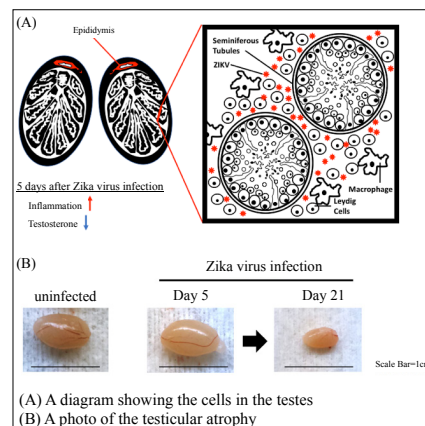 (A)
Epididymis
Seminiferous
Tubules
ZIKV
Macrophage
Leydig
Cells
5 days after Zika virus infection
Inflammation
Testosterone
(B)
Zika virus infection
uninfected
Day 5
Day 21
Scale Bar=1cm
(A) A diagram showing the cells in the testes
(B) A photo of the testicular atrophy